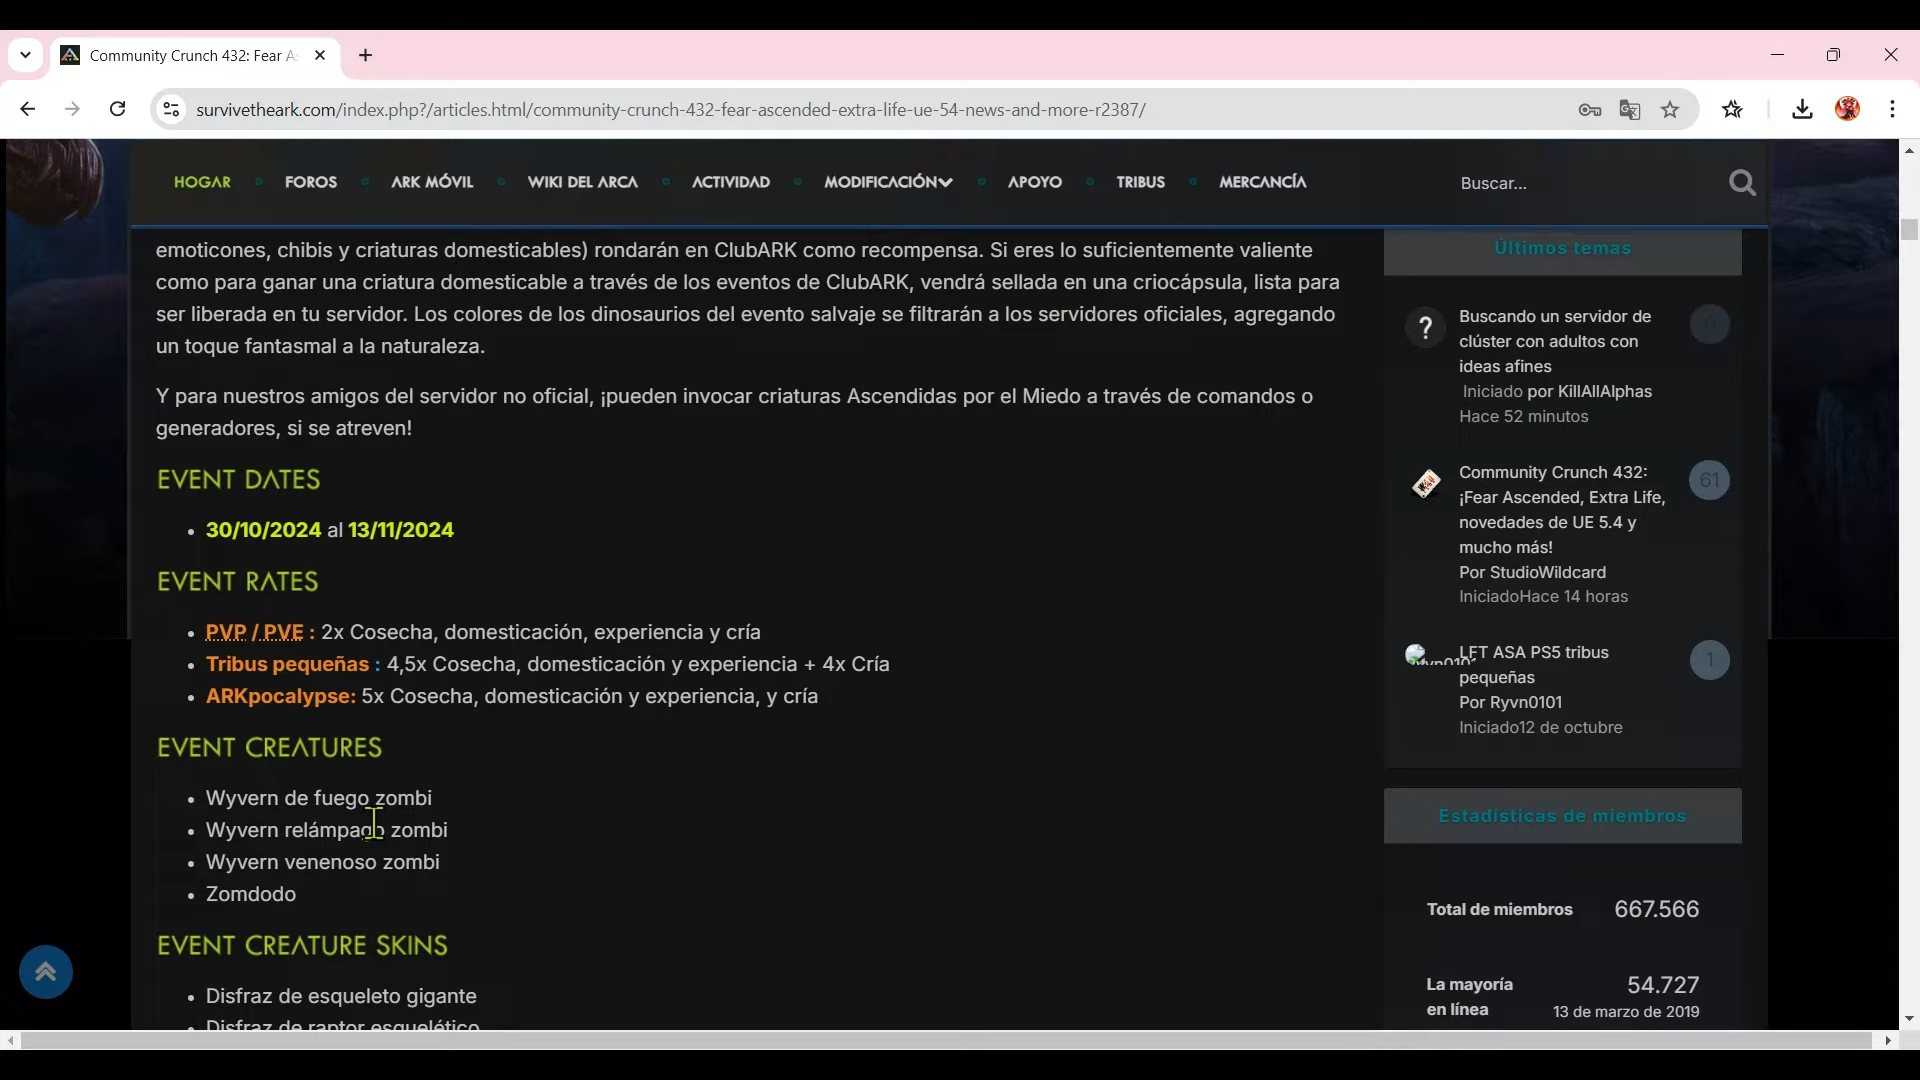 Community Crunch 432: Fear A
survivetheark.com/index.php?/articles.html/community-crunch-432-fear-ascended-extra-life-ue-54-news-and-more-r2387/
HOGAR
FOROS
ARK MÓVIL
WIKI DEL ARCA
ACTIVIDAD
MODIFICACIÓN
APOYO
TRIBUS
MERCANCÍA
Buscar...
emoticones, chibis y criaturas domesticables) rondarán en ClubARK como recompensa. Si eres lo suficientemente valiente
como para ganar una criatura domesticable a través de los eventos de ClubARK, vendrá sellada en una criocápsula, lista para
ser liberada en tu servidor. Los colores de los dinosaurios del evento salvaje se filtrarán a los servidores oficiales, agregando
un toque fantasmal a la naturaleza.
Y para nuestros amigos del servidor no oficial, ¡pueden invocar criaturas Ascendidas por el Miedo a través de comandos o
generadores, si se atreven!
EVENT DATES
• 30/10/2024 al 13/11/2024
EVENT RATES
• PVP / PVE : 2x Cosecha, domesticación, experiencia y cría
• Tribus pequeñas : 4,5x Cosecha, domesticación y experiencia + 4x Cría
• ARKpocalypse: 5x Cosecha, domesticación y experiencia, y cría
EVENT CREATURES
• Wyvern de fuego zombi
• Wyvern relámpago zombi
• Wyvern venenoso zombi
• Zomdodo
EVENT CREATURE SKINS
• Disfraz de esqueleto gigante
• Disfraz de raptor esquelético
Últimos temas
?
Buscando un servidor de
clúster con adultos con
ideas afines
Iniciado por KillAllAlphas
Hace 52 minutos
Community Crunch 432:
¡Fear Ascended, Extra Life,
novedades de UE 5.4 y
mucho más!
Por StudioWildcard
IniciadoHace 14 horas
61
LFT ASA PS5 tribus
pequeñas
Por Ryvn0101
Iniciado12 de octubre
1
Estadísticas de miembros
Total de miembros 667.566
La mayoría 54.727
en línea 13 de marzo de 2019